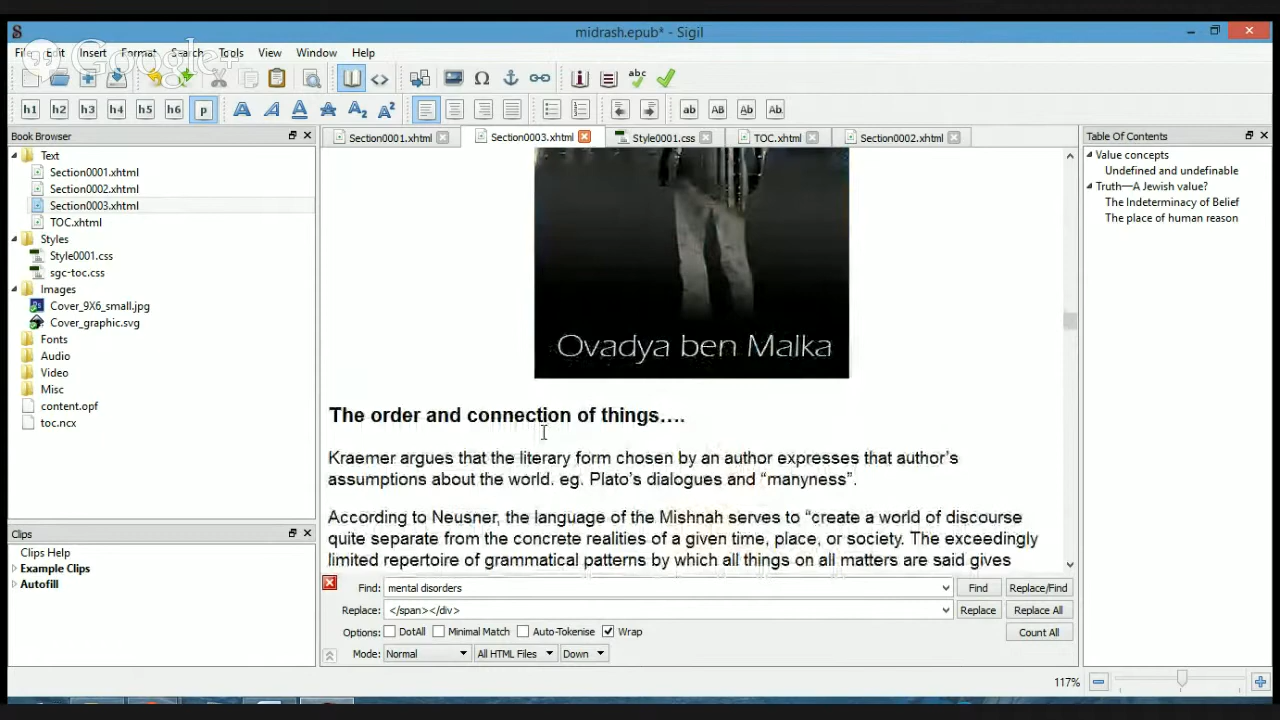 midrash.epub* - Sigil
File Edit Insert Format Search Tools View Window Help
Google+
h1 h2 h3 h4 h5 h6 p
Book Browser
Text
Section0001.xhtml
Section0002.xhtml
Section0003.xhtml
TOC.xhtml
Styles
Style0001.css
sgc-toc.css
Images
Cover_9X6_small.jpg
Cover_graphic.svg
Fonts
Audio
Video
Misc
content.opf
toc.ncx
Clips
Clips Help
Example Clips
Autofill
Section0001.xhtml Section0003.xhtml Style0001.css TOC.xhtml Section0002.xhtml
Ovadya ben Malka
The order and connection of things….
Kraemer argues that the literary form chosen by an author expresses that author’s
assumptions about the world. eg. Plato’s dialogues and “manyness”.
According to Neusner, the language of the Mishnah serves to “create a world of discourse
quite separate from the concrete realities of a given time, place, or society. The exceedingly
limited repertoire of grammatical patterns by which all things on all matters are said gives
Find: mental disorders Find Replace/Find
Replace: </span></div> Replace Replace All
Options: DotAll Minimal Match Auto-Tokenise Wrap Count All
Mode: Normal All HTML Files Down
Table Of Contents
Value concepts
Undefined and undefinable
Truth—A Jewish value?
The Indeterminacy of Belief
The place of human reason
117%